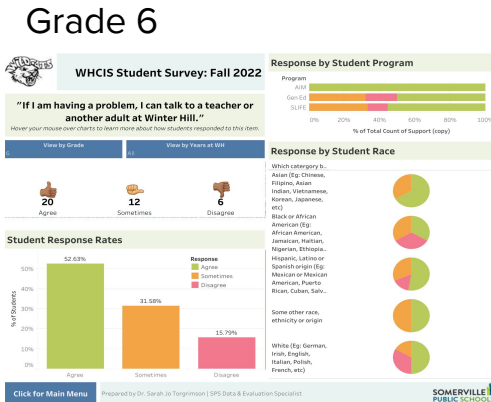 Grade 6
WHCIS Student Survey: Fall 2022
"If I am having a problem, I can talk to a teacher or
another adult at Winter Hill."
Hover your mouse over charts to learn more about how students responded to this item.
View by Grade
View by Years at WH
6
All
20
12
6
Agree
Sometimes
Disagree
Student Response Rates
52.63%
31.58%
15.79%
Response
Agree
Sometimes
Disagree
% of Students
50%
40%
30%
20%
10%
0%
Agree
Sometimes
Disagree
Response by Student Program
Program
AIM
Gen Ed
SLIFE
0%
20%
40%
60%
80%
100%
% of Total Count of Support (copy)
Response by Student Race
Which catergory b..
Asian (Eg: Chinese,
Filipino, Asian
Indian, Vietnamese,
Korean, Japanese,
etc)
Black or African
American (Eg:
African American,
Jamaican, Haitian,
Nigerian, Ethiopia..
Hispanic, Latino or
Spanish origin (Eg:
Mexican or Mexican
American, Puerto
Rican, Cuban, Salv..
Some other race,
ethnicity or origin
White (Eg: German,
Irish, English,
Italian, Polish,
French, etc)
Click for Main Menu
Prepared by Dr. Sarah Jo Torgrimson | SPS Data & Evaluation Specialist
SOMERVILLE
PUBLIC SCHOOL